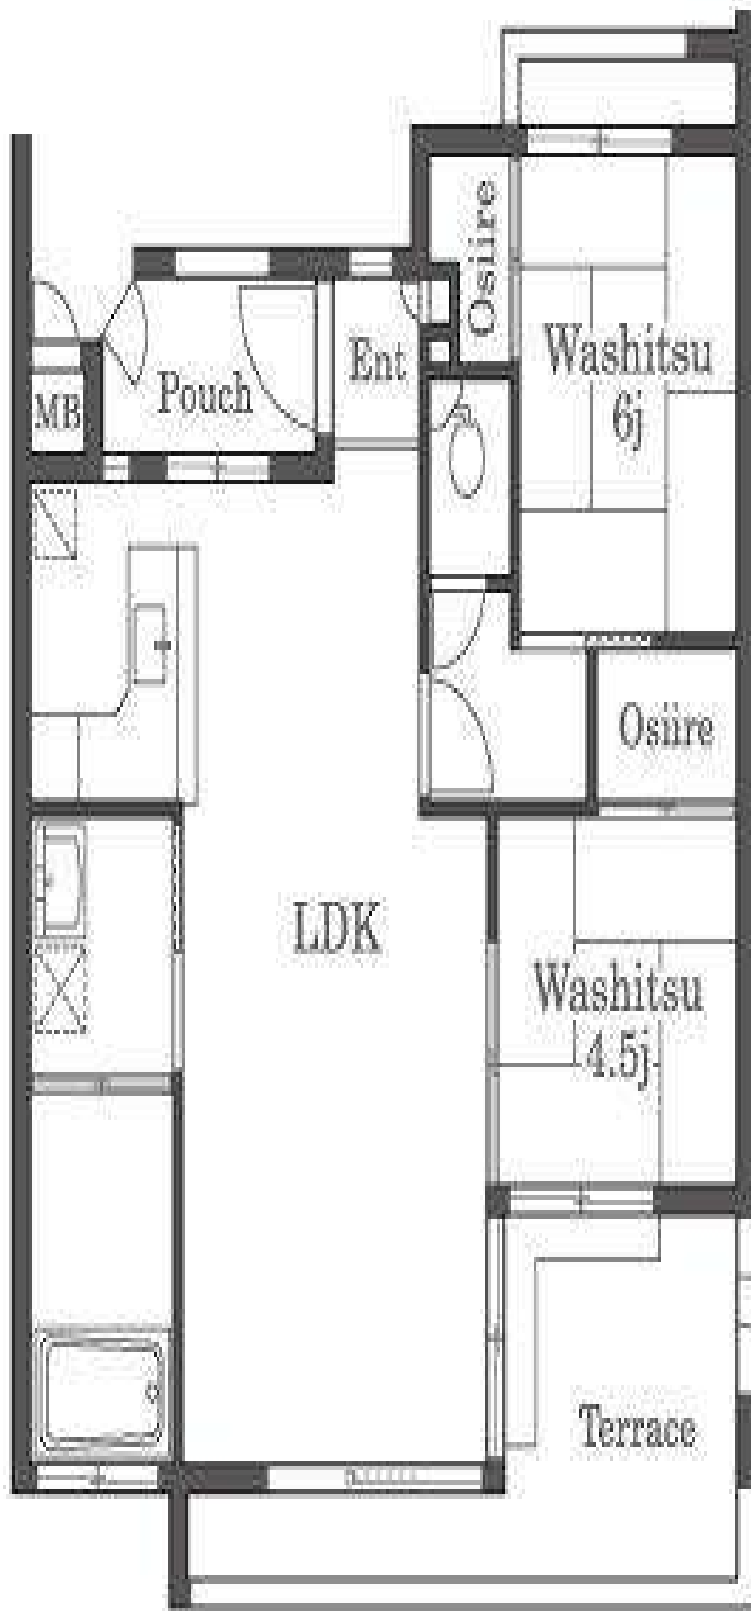 Osiire
Washitsu
6j
Ent
Pouch
MB
Osiire
LDK
Washitsu
4.5j
Terrace